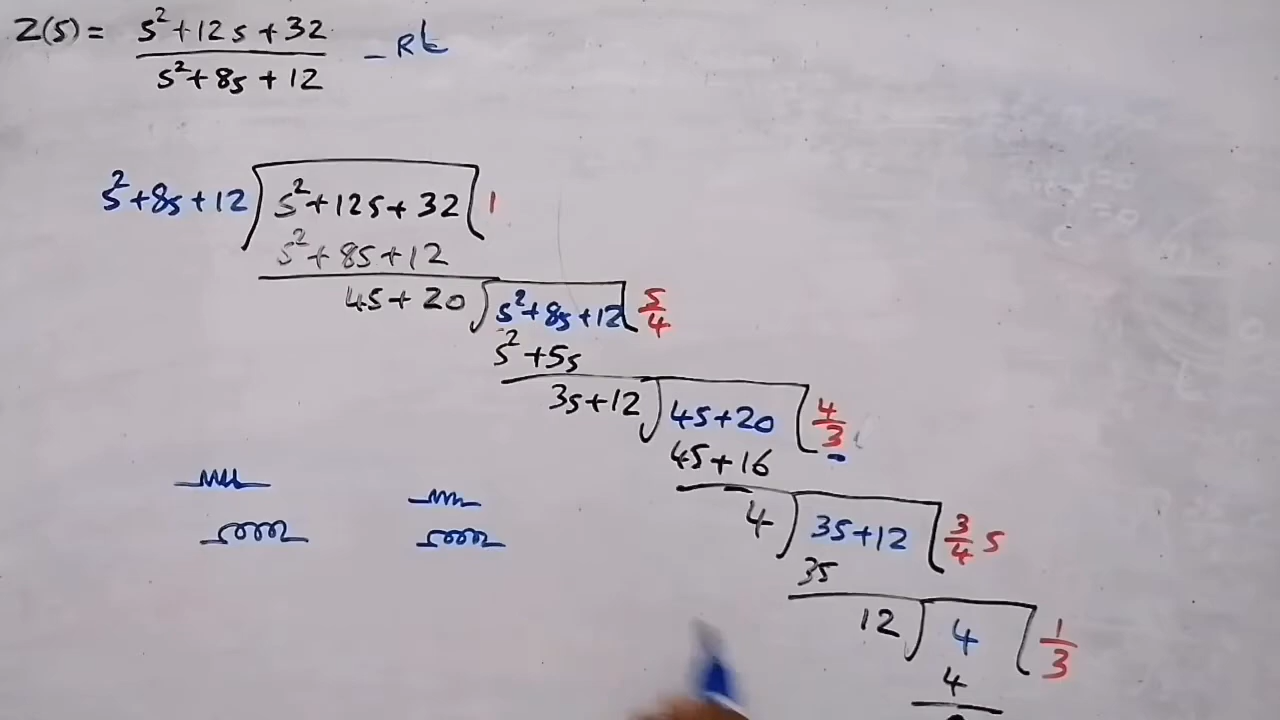 Z(S) = S²+12S+32
S²+8S+12
S²+8S+12 S²+12S+32 1
S²+8S+12
4S+20 S²+8S+12 5/4
S²+5S
3S+12 4S+20 4/3
4S+16
4 3S+12 3/4 S
3S
12 4 1/3
4